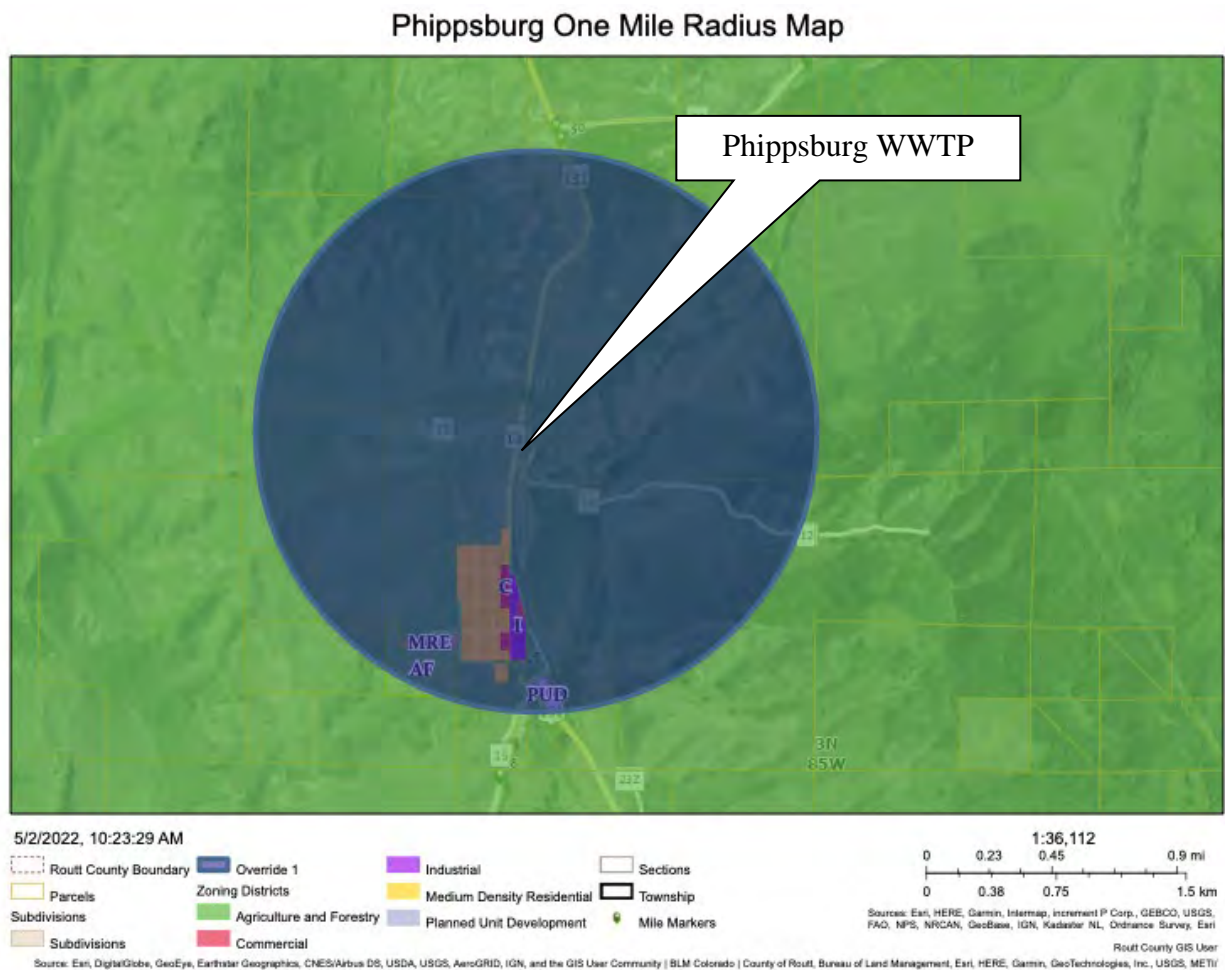 Phippsburg One Mile Radius Map
Phippsburg WWTP
131
12
C
I
MRE
AF
PUD
3N
85W
5/2/2022, 10:23:29 AM
Routt County Boundary
Parcels
Subdivisions
Subdivisions
Override 1
Zoning Districts
Agriculture and Forestry
Commercial
Industrial
Medium Density Residential
Planned Unit Development
Sections
Township
Mile Markers
1:36,112
0 0.23 0.45 0.9 mi
0 0.38 0.75 1.5 km
Sources: Esri, HERE, Garmin, Intermap, increment P Corp., GEBCO, USGS,
FAO, NPS, NRCAN, GeoBase, IGN, Kadaster NL, Ordnance Survey, Esri
Routt County GIS User
Source: Esri, DigitalGlobe, GeoEye, Earthstar Geographics, CNES/Airbus DS, USDA, USGS, AeroGRID, IGN, and the GIS User Community | BLM Colorado | County of Routt, Bureau of Land Management, Esri, HERE, Garmin, GeoTechnologies, Inc., USGS, METI/